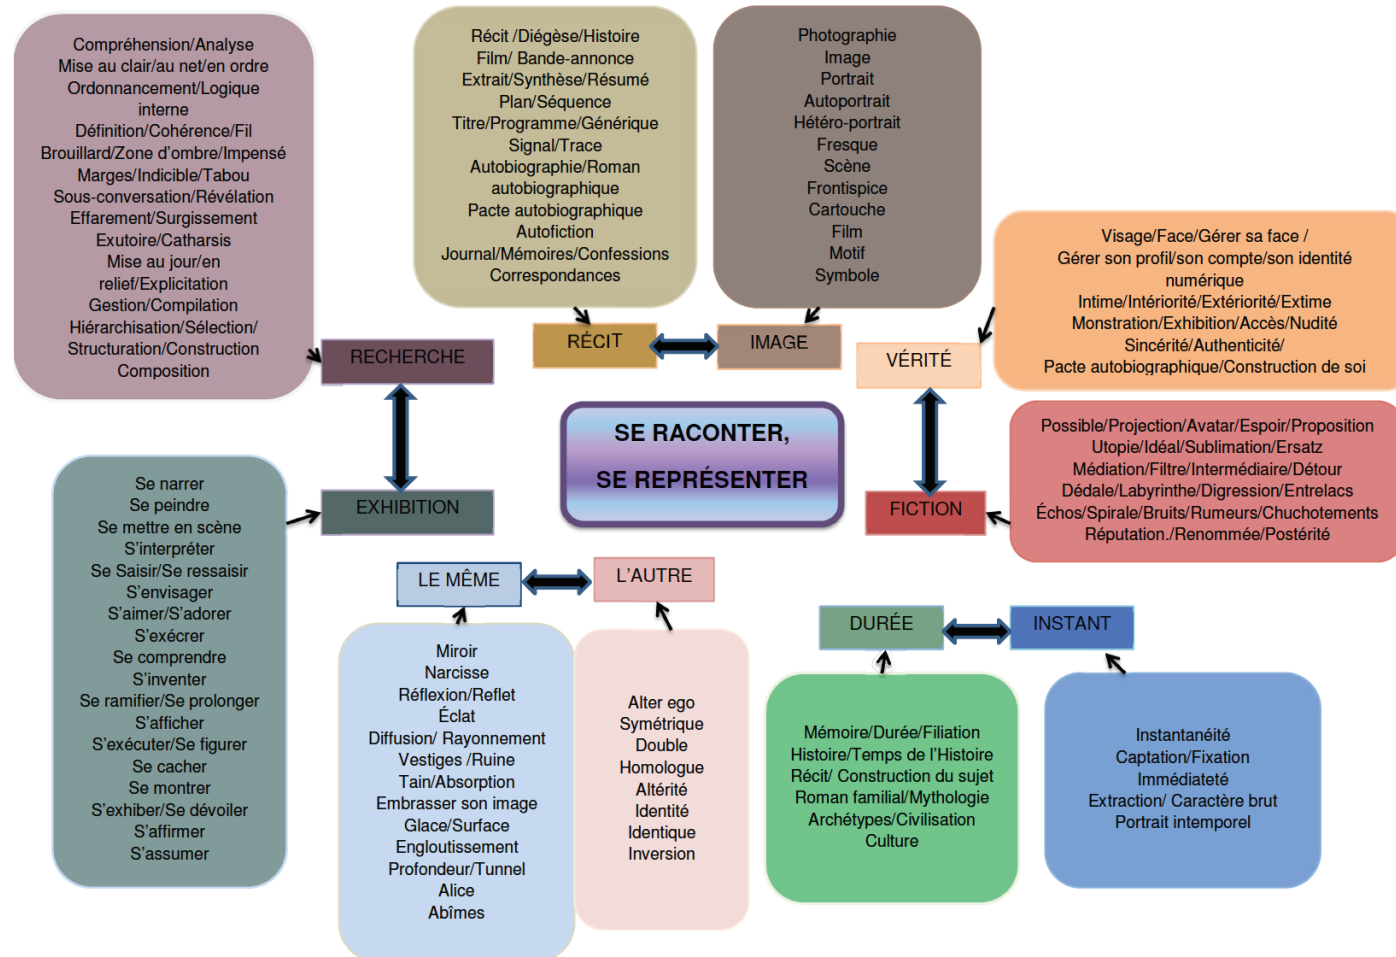 Compréhension/Analyse
Mise au clair/au net/en ordre
Ordonnancement/Logique
interne
Définition/Cohérence/Fil
Brouillard/Zone d'ombre/Impensé
Marges/Indicible/Tabou
Sous-conversation/Révélation
Effarement/Surgissement
Exutoire/Catharsis
Mise au jour/en
relief/Explicitation
Gestion/Compilation
Hiérarchisation/Sélection/
Structuration/Construction
Composition
Récit /Diégèse/Histoire
Film/ Bande-annonce
Extrait/Synthèse/Résumé
Plan/Séquence
Titre/Programme/Générique
Signal/Trace
Autobiographie/Roman
autobiographique
Pacte autobiographique
Autofiction
Journal/Mémoires/Confessions
Correspondances
Photographie
Image
Portrait
Autoportrait
Hétéro-portrait
Fresque
Scène
Frontispice
Cartouche
Film
Motif
Symbole
Visage/Face/Gérer sa face /
Gérer son profil/son compte/son identité
numérique
Intime/Intériorité/Extériorité/Extime
Monstration/Exhibition/Accès/Nudité
Sincérité/Authenticité/
Pacte autobiographique/Construction de soi
RECHERCHE
RÉCIT
IMAGE
VÉRITÉ
SE RACONTER,
SE REPRÉSENTER
Possible/Projection/Avatar/Espoir/Proposition
Utopie/Idéal/Sublimation/Ersatz
Médiation/Filtre/Intermédiaire/Détour
Dédale/Labyrinthe/Digression/Entrelacs
Échos/Spirale/Bruits/Rumeurs/Chuchotements
Réputation./Renommée/Postérité
EXHIBITION
FICTION
Se narrer
Se peindre
Se mettre en scène
S'interpréter
Se Saisir/Se ressaisir
S'envisager
S'aimer/S'adorer
S'exécrer
Se comprendre
S'inventer
Se ramifier/Se prolonger
S'afficher
S'exécuter/Se figurer
Se cacher
Se montrer
S'exhiber/Se dévoiler
S'affirmer
S'assumer
LE MÊME
L'AUTRE
DURÉE
INSTANT
Miroir
Narcisse
Réflexion/Reflet
Éclat
Diffusion/ Rayonnement
Vestiges /Ruine
Tain/Absorption
Embrasser son image
Glace/Surface
Engloutissement
Profondeur/Tunnel
Alice
Abîmes
Alter ego
Symétrique
Double
Homologue
Altérité
Identité
Identique
Inversion
Mémoire/Durée/Filiation
Histoire/Temps de l'Histoire
Récit/ Construction du sujet
Roman familial/Mythologie
Archétypes/Civilisation
Culture
Instantanéité
Captation/Fixation
Immédiateté
Extraction/ Caractère brut
Portrait intemporel